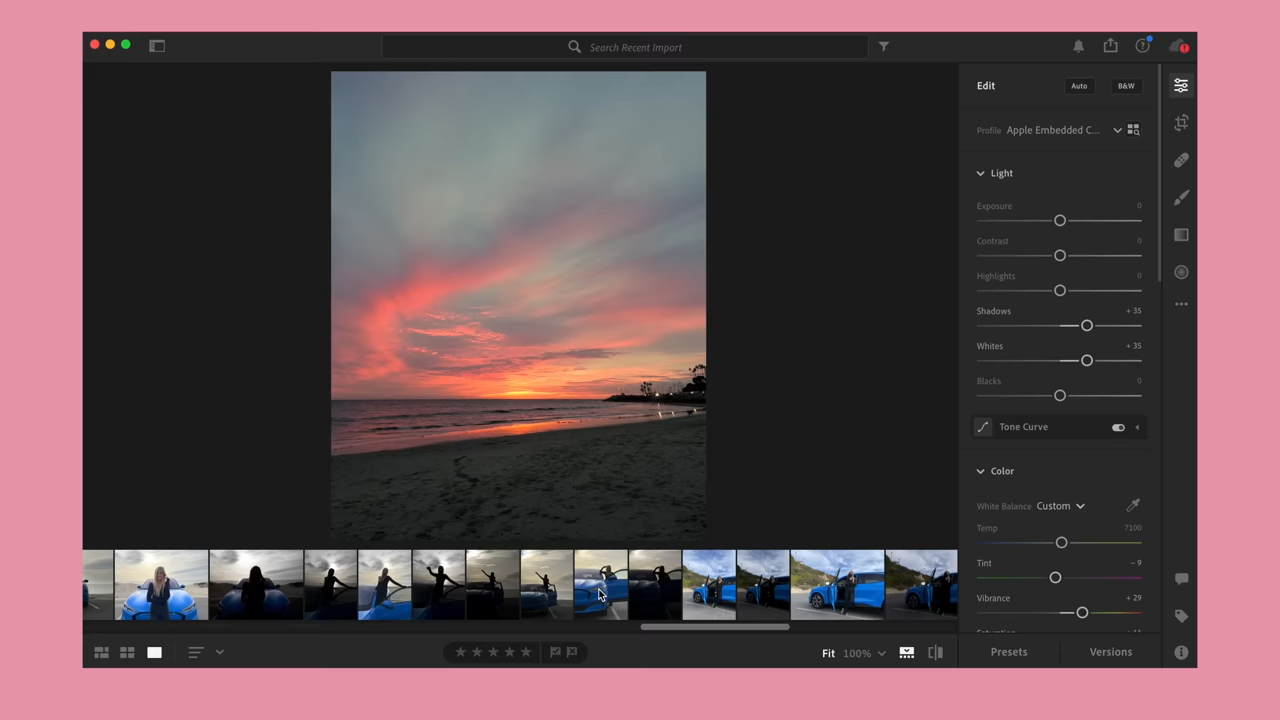 Search Recent Import
Edit
Auto
B&W
Profile Apple Embedded C...
Light
Exposure 0
Contrast 0
Highlights 0
Shadows + 35
Whites + 35
Blacks 0
Tone Curve
Color
White Balance Custom
Temp 7100
Tint – 9
Vibrance + 29
Fit 100%
Presets
Versions